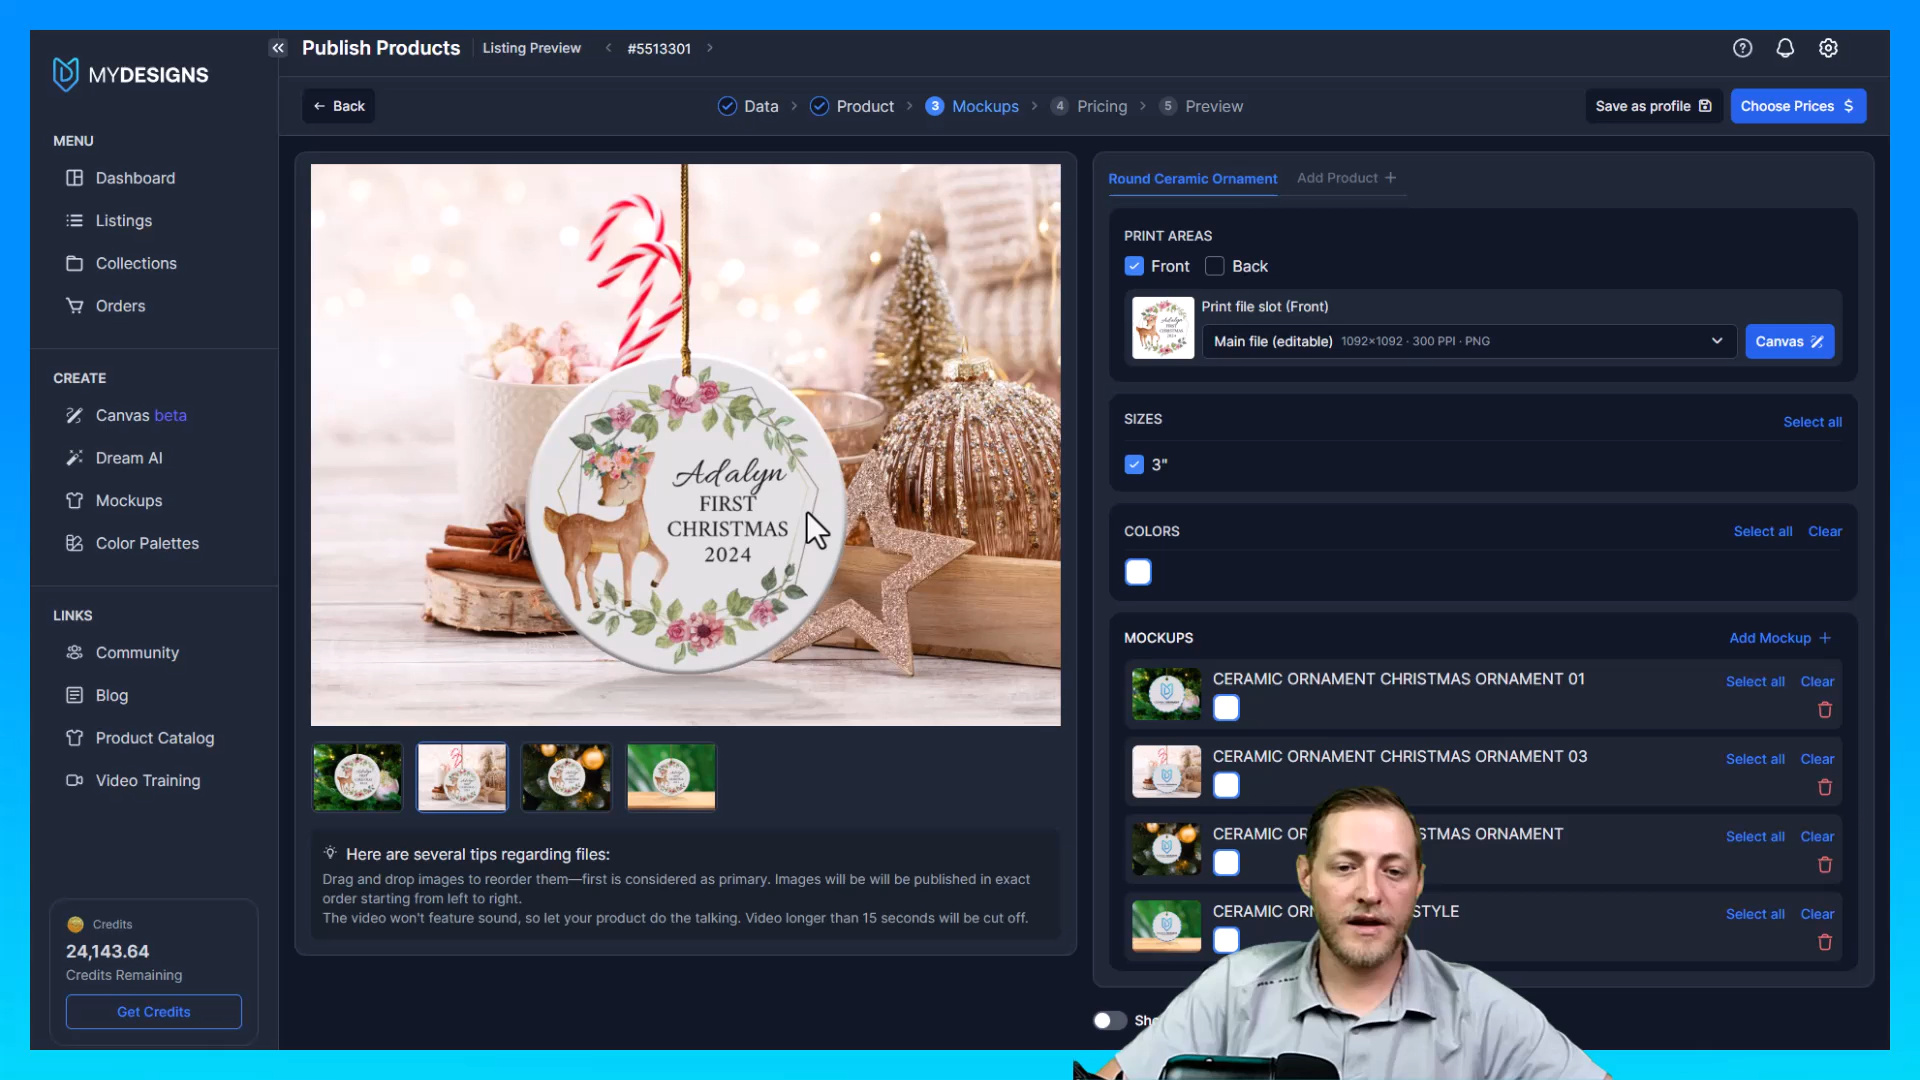 MYDESIGNS
MENU
Dashboard
Listings
Collections
Orders
CREATE
Canvas beta
Dream AI
Mockups
Color Palettes
LINKS
Community
Blog
Product Catalog
Video Training
Credits
24,143.64
Credits Remaining
Get Credits
Publish Products
Listing Preview
#5513301
Back
Data
Product
3 Mockups
4 Pricing
5 Preview
Save as profile
Choose Prices $
Adalyn
FIRST
CHRISTMAS
2024
Here are several tips regarding files:
Drag and drop images to reorder them—first is considered as primary. Images will be will be published in exact
order starting from left to right.
The video won't feature sound, so let your product do the talking. Video longer than 15 seconds will be cut off.
Round Ceramic Ornament
Add Product +
PRINT AREAS
Front
Back
Print file slot (Front)
Main file (editable) 1092×1092 · 300 PPI · PNG
Canvas
SIZES
Select all
3"
COLORS
Select all Clear
MOCKUPS
Add Mockup +
CERAMIC ORNAMENT CHRISTMAS ORNAMENT 01
Select all Clear
CERAMIC ORNAMENT CHRISTMAS ORNAMENT 03
Select all Clear
CERAMIC ORNAMENT
Select all Clear
CERAMIC
Select all Clear